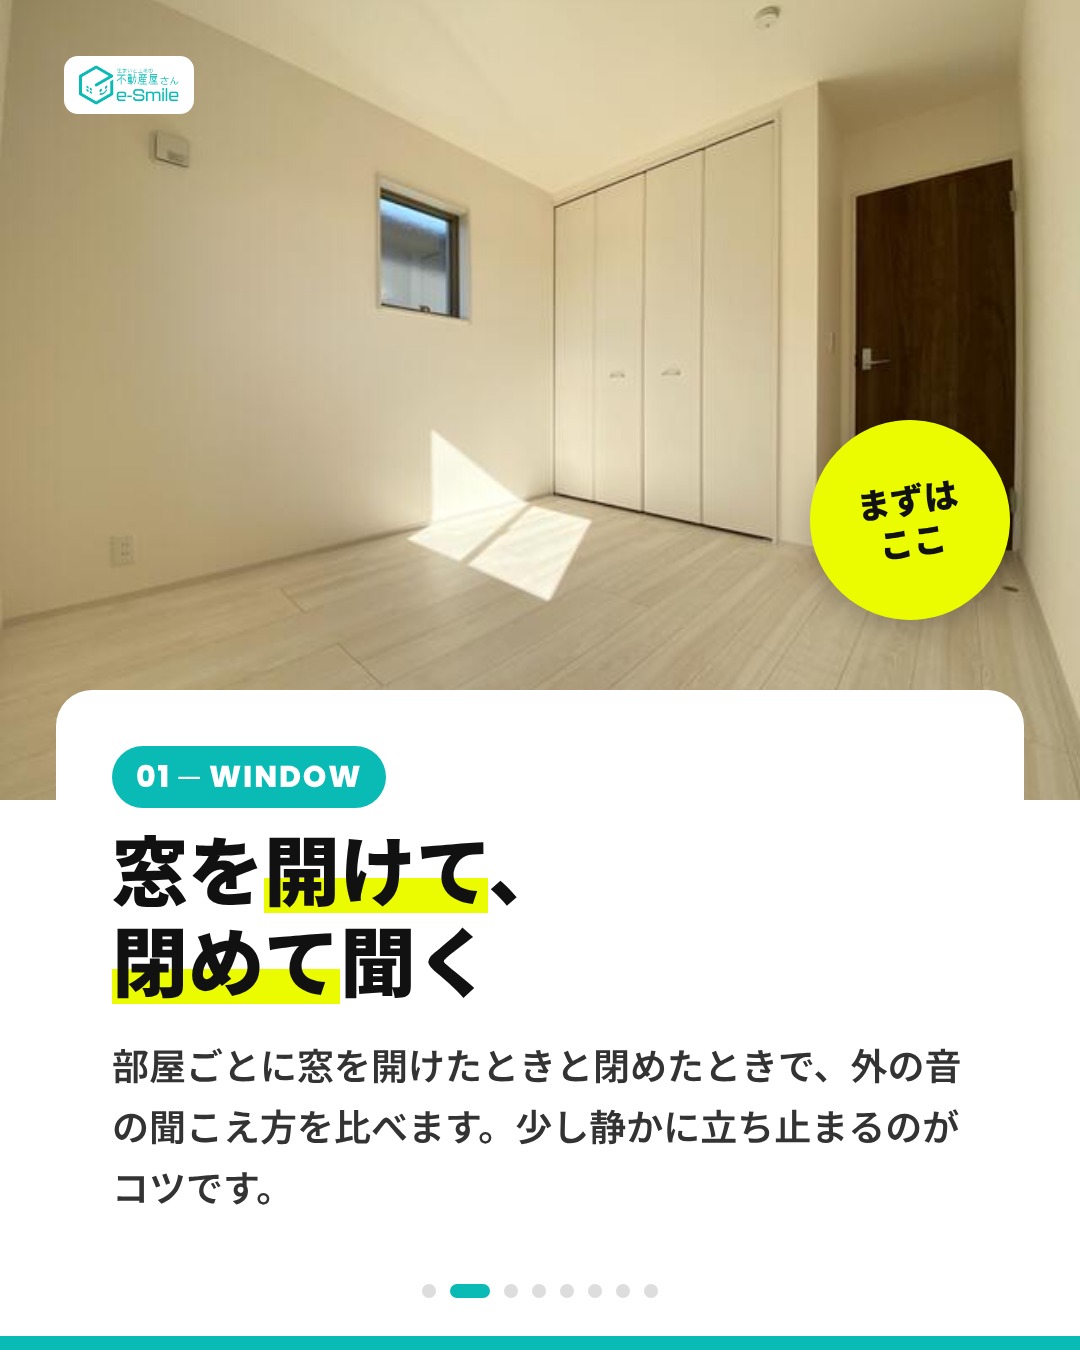 不動産屋さん
e-Smile
まずは
ここ
01 — WINDOW
窓を開けて、
閉めて聞く
部屋ごとに窓を開けたときと閉めたときで、外の音
の聞こえ方を比べます。少し静かに立ち止まるのが
コツです。